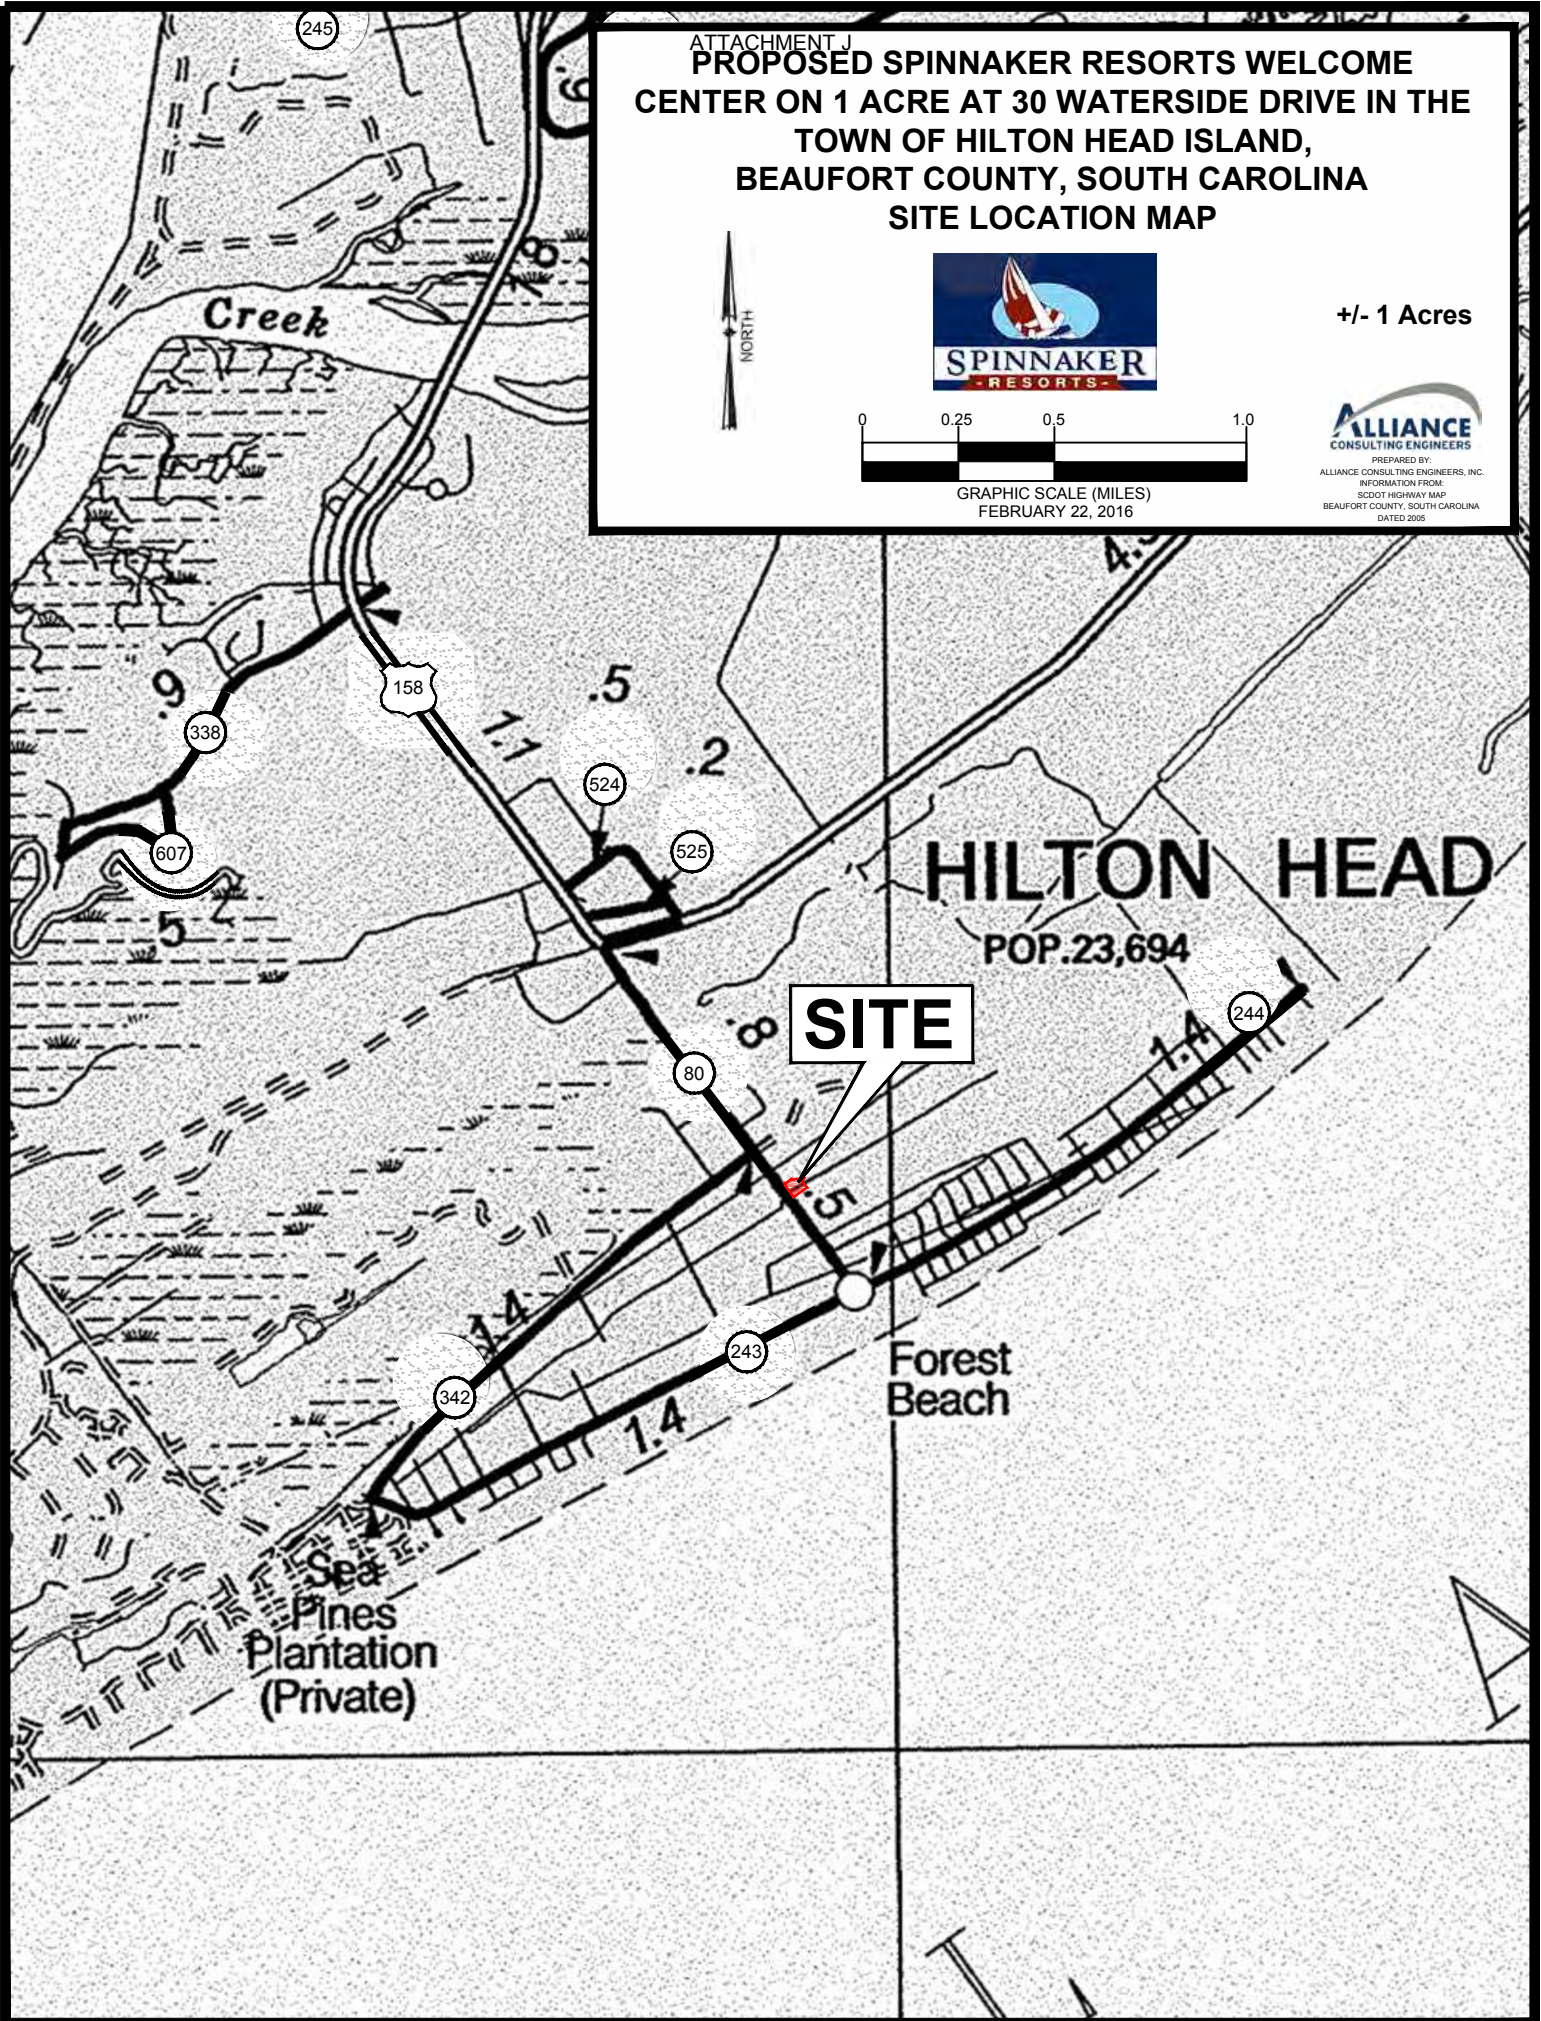 245
ATTACHMENT J
PROPOSED SPINNAKER RESORTS WELCOME
CENTER ON 1 ACRE AT 30 WATERSIDE DRIVE IN THE
TOWN OF HILTON HEAD ISLAND,
BEAUFORT COUNTY, SOUTH CAROLINA
SITE LOCATION MAP
NORTH
SPINNAKER
-RESORTS-
+/- 1 Acres
0 0.25 0.5 1.0
GRAPHIC SCALE (MILES)
FEBRUARY 22, 2016
ALLIANCE
CONSULTING ENGINEERS
PREPARED BY:
ALLIANCE CONSULTING ENGINEERS, INC.
INFORMATION FROM:
SCDOT HIGHWAY MAP
BEAUFORT COUNTY, SOUTH CAROLINA
DATED 2005
Creek
158
.9
338
1.1
.5
524
.2
525
607
.5
HILTON HEAD
POP.23,694
244
1.4
.8
SITE
80
.5
1.4
342
243
1.4
Forest
Beach
Sea
Pines
Plantation
(Private)